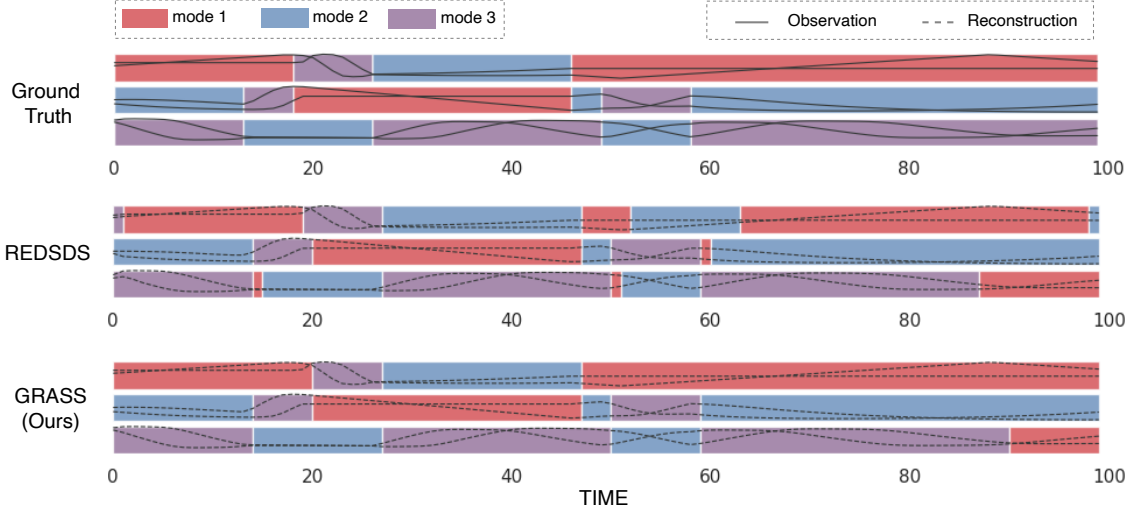 mode 1 mode 2 mode 3 Observation Reconstruction
Ground
Truth
0 20 40 60 80 100
REDSDS
0 20 40 60 80 100
GRASS
(Ours)
0 20 40 60 80 100
TIME